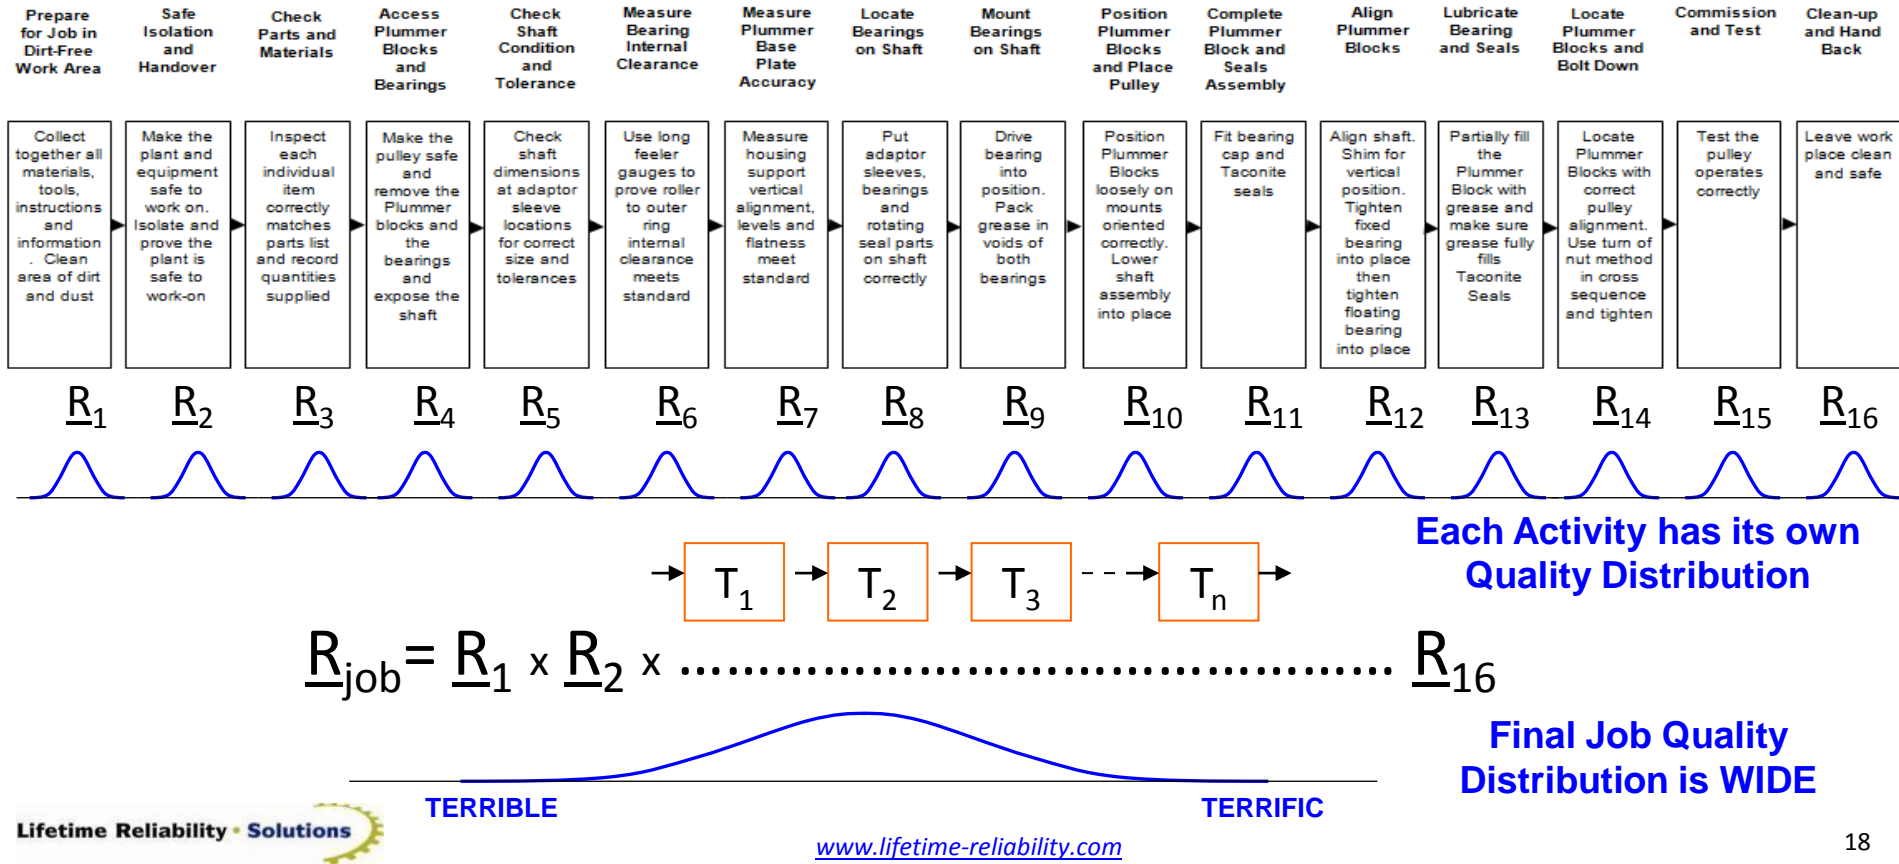 Prepare
for Job in
Dirt-Free
Work Area
Safe
Isolation
and
Handover
Check
Parts and
Materials
Access
Plummer
Blocks
and
Bearings
Check
Shaft
Condition
and
Tolerance
Measure
Bearing
Internal
Clearance
Measure
Plummer
Base
Plate
Accuracy
Locate
Bearings
on Shaft
Mount
Bearings
on Shaft
Position
Plummer
Blocks
and Place
Pulley
Complete
Plummer
Block and
Seals
Assembly
Align
Plummer
Blocks
Lubricate
Bearing
and Seals
Locate
Plummer
Blocks and
Bolt Down
Commission
and Test
Clean-up
and Hand
Back
Collect
together all
materials,
tools,
instructions
and
information
. Clean
area of dirt
and dust
Make the
plant and
equipment
safe to
work on.
Isolate and
prove the
plant is
safe to
work-on
Inspect
each
individual
item
correctly
matches
parts list
and record
quantities
supplied
Make the
pulley safe
and
remove the
Plummer
blocks and
the
bearings
and
expose the
shaft
Check
shaft
dimensions
at adaptor
sleeve
locations
for correct
size and
tolerances
Use long
feeler
gauges to
prove roller
to outer
ring
internal
clearance
meets
standard
Measure
housing
support
vertical
alignment,
levels and
flatness
meet
standard
Put
adaptor
sleeves,
bearings
and
rotating
seal parts
on shaft
correctly
Drive
bearing
into
position.
Pack
grease in
voids of
both
bearings
Position
Plummer
Blocks
loosely on
mounts
oriented
correctly.
Lower
shaft
assembly
into place
Fit bearing
cap and
Taconite
seals
Align shaft.
Shim for
vertical
position.
Tighten
fixed
bearing
into place
then
tighten
floating
bearing
into place
Partially fill
the
Plummer
Block with
grease and
make sure
grease fully
fills
Taconite
Seals
Locate
Plummer
Blocks with
correct
pulley
alignment.
Use turn of
nut method
in cross
sequence
and tighten
Test the
pulley
operates
correctly
Leave work
place clean
and safe
R1 R2 R3 R4 R5 R6 R7 R8 R9 R10 R11 R12 R13 R14 R15 R16
Each Activity has its own
Quality Distribution
T1 T2 T3 Tn
Rjob= R1 x R2 x ................................................ R16
Final Job Quality
Distribution is WIDE
TERRIBLE
TERRIFIC
Lifetime Reliability • Solutions
www.lifetime-reliability.com
18